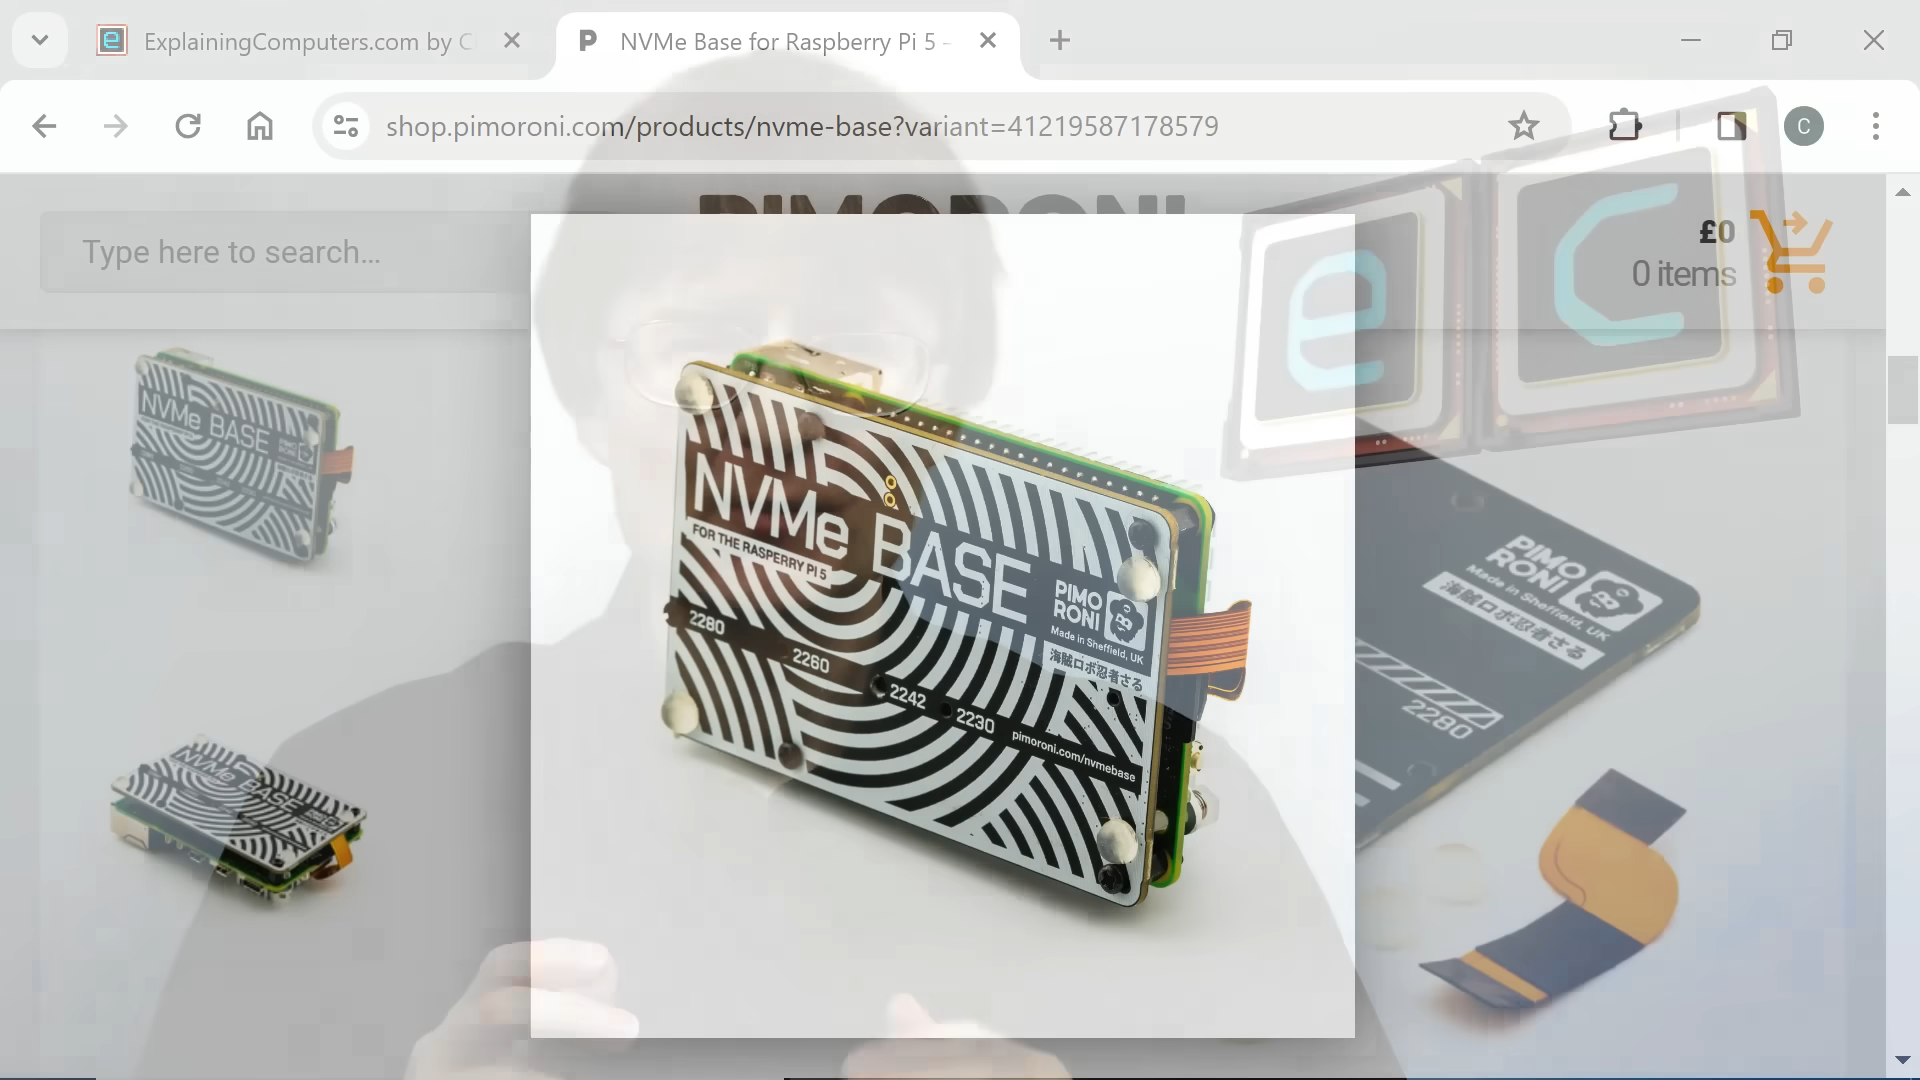 ExplainingComputers.com by C
NVMe Base for Raspberry Pi 5 -
shop.pimoroni.com/products/nvme-base?variant=41219587178579
C
PIMORONI
Type here to search...
£0
0 items
e
C
NVMe BASE
NVMe BASE
FOR THE RASPBERRY PI 5
PIMO
RONI
Made in Sheffield, UK
海賊ロボ忍者さる
2280
2260
2242
2230
pimoroni.com/nvmebase
PIMO
RONI
Made in Sheffield, UK
海賊ロボ忍者さる
2280
NVMe BASE